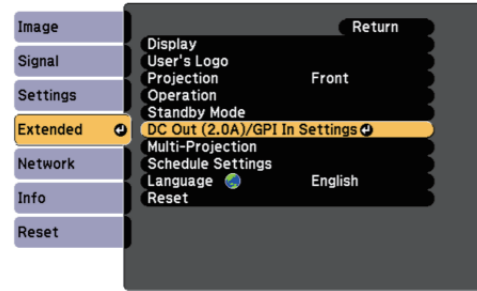 Image
Signal
Settings
Extended
Network
Info
Reset
Return
Display
User's Logo
Projection Front
Operation
Standby Mode
DC Out (2.0A)/GPI In Settings
Multi-Projection
Schedule Settings
Language English
Reset